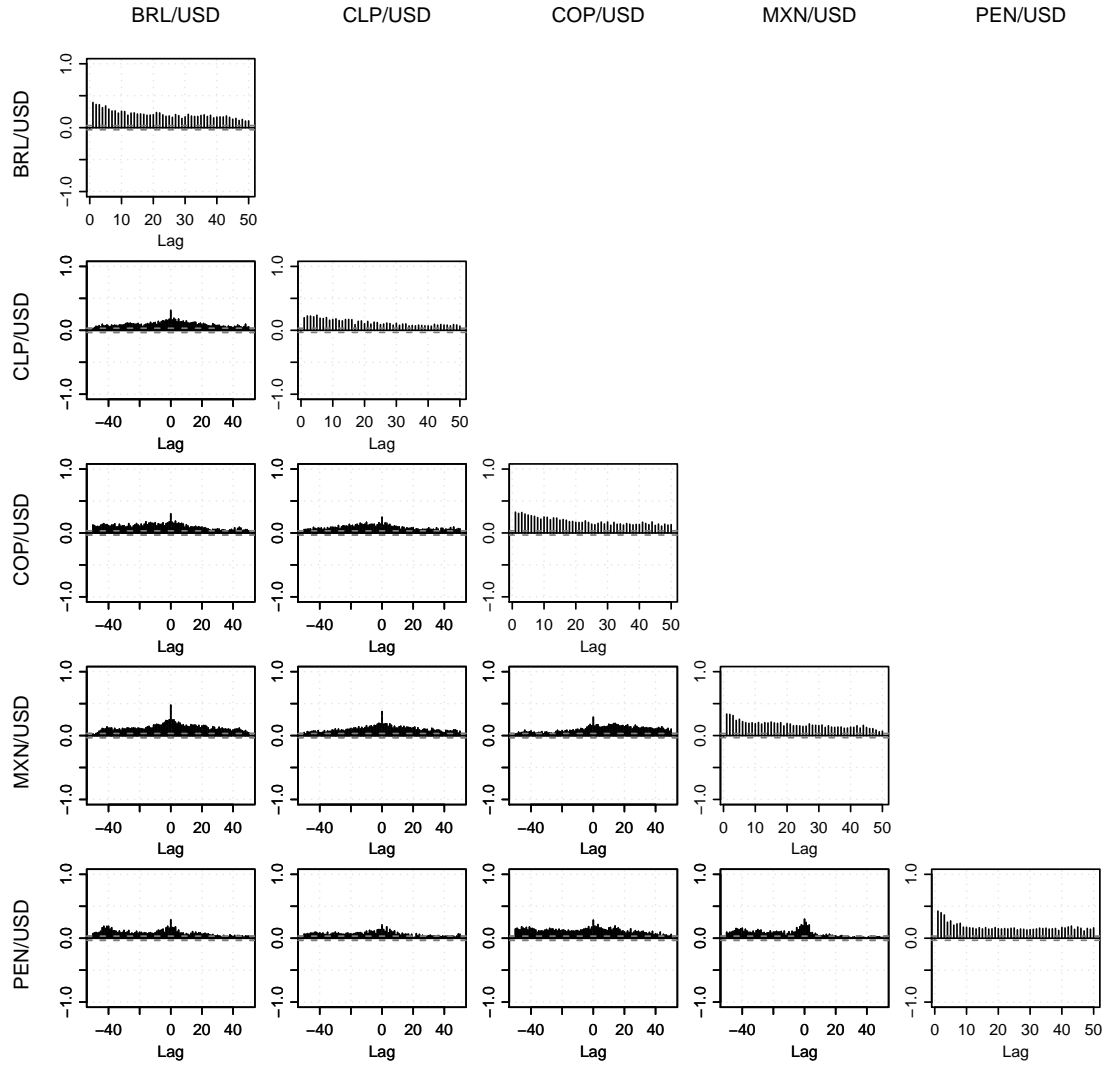 BRL/USD CLP/USD COP/USD MXN/USD PEN/USD
BRL/USD
1.0
0.0
−1.0
0 10 20 30 40 50
Lag
CLP/USD
1.0 1.0
0.0 0.0
−1.0 −1.0
−40 0 20 40 0 10 20 30 40 50
Lag Lag
COP/USD
1.0 1.0 1.0
0.0 0.0 0.0
−1.0 −1.0 −1.0
−40 0 20 40 −40 0 20 40 0 10 20 30 40 50
Lag Lag Lag
MXN/USD
1.0 1.0 1.0 1.0
0.0 0.0 0.0 0.0
−1.0 −1.0 −1.0 −1.0
−40 0 20 40 −40 0 20 40 −40 0 20 40 0 10 20 30 40 50
Lag Lag Lag Lag
PEN/USD
1.0 1.0 1.0 1.0 1.0
0.0 0.0 0.0 0.0 0.0
−1.0 −1.0 −1.0 −1.0 −1.0
−40 0 20 40 −40 0 20 40 −40 0 20 40 −40 0 20 40 0 10 20 30 40 50
Lag Lag Lag Lag Lag